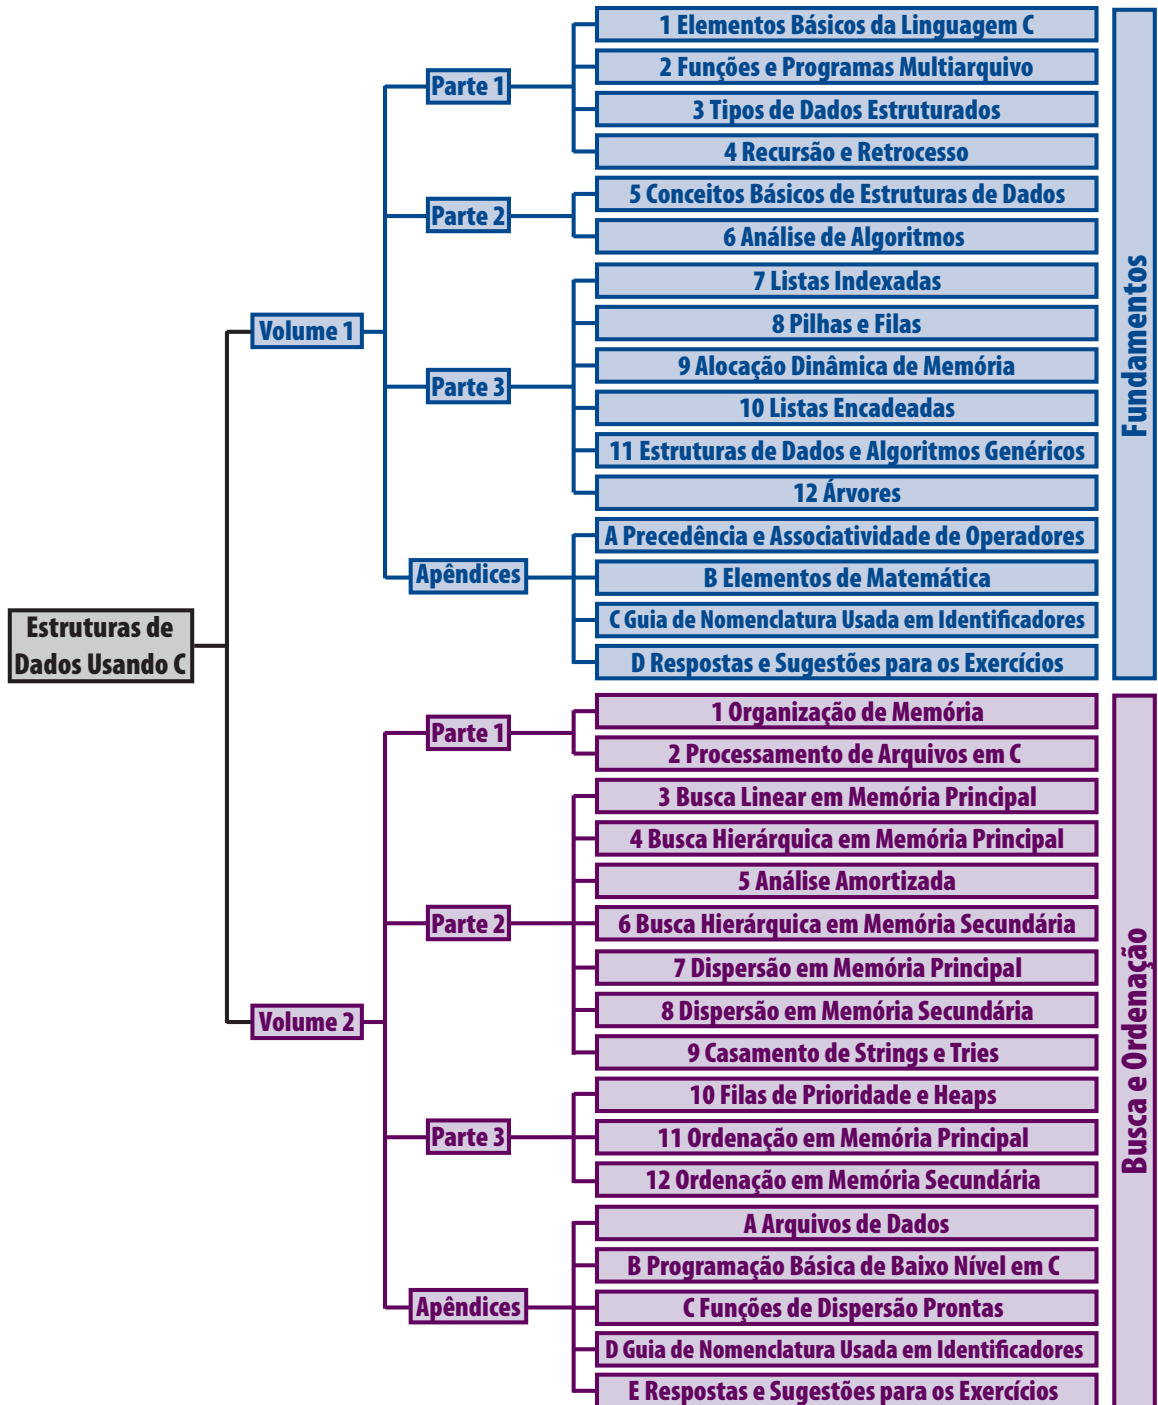 Estruturas de
Dados Usando C
Volume 1
Parte 1
1 Elementos Básicos da Linguagem C
2 Funções e Programas Multiarquivo
3 Tipos de Dados Estruturados
4 Recursão e Retrocesso
Parte 2
5 Conceitos Básicos de Estruturas de Dados
6 Análise de Algoritmos
Parte 3
7 Listas Indexadas
8 Pilhas e Filas
9 Alocação Dinâmica de Memória
10 Listas Encadeadas
11 Estruturas de Dados e Algoritmos Genéricos
12 Árvores
Apêndices
A Precedência e Associatividade de Operadores
B Elementos de Matemática
C Guia de Nomenclatura Usada em Identificadores
D Respostas e Sugestões para os Exercícios
Fundamentos
Volume 2
Parte 1
1 Organização de Memória
2 Processamento de Arquivos em C
Parte 2
3 Busca Linear em Memória Principal
4 Busca Hierárquica em Memória Principal
5 Análise Amortizada
6 Busca Hierárquica em Memória Secundária
7 Dispersão em Memória Principal
8 Dispersão em Memória Secundária
9 Casamento de Strings e Tries
Parte 3
10 Filas de Prioridade e Heaps
11 Ordenação em Memória Principal
12 Ordenação em Memória Secundária
Apêndices
A Arquivos de Dados
B Programação Básica de Baixo Nível em C
C Funções de Dispersão Prontas
D Guia de Nomenclatura Usada em Identificadores
E Respostas e Sugestões para os Exercícios
Busca e Ordenação